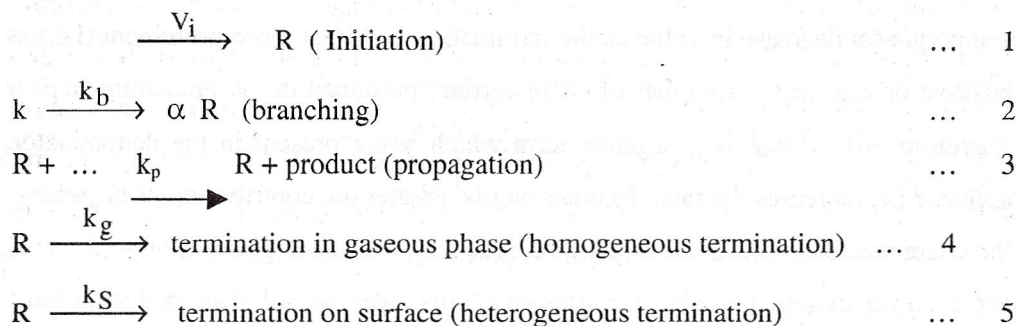 V_i
R ( Initiation) ... 1
k k_b α R (branching) ... 2
R + ... k_p R + product (propagation) ... 3
R k_g termination in gaseous phase (homogeneous termination) ... 4
R k_S termination on surface (heterogeneous termination) ... 5